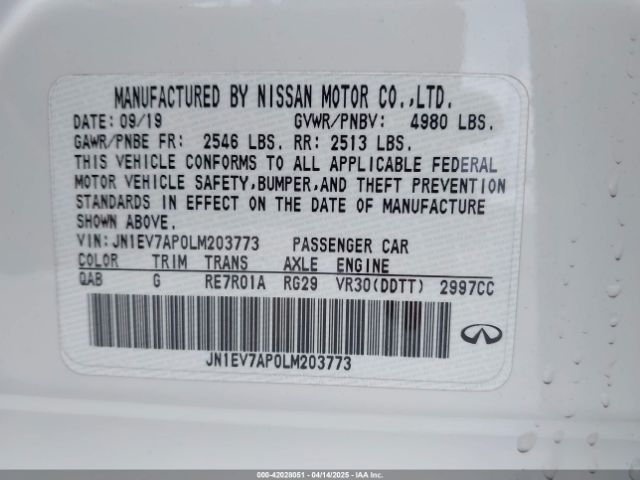 MANUFACTURED BY NISSAN MOTOR CO.,LTD.
DATE: 09/19 GVWR/PNBV: 4980 LBS.
GAWR/PNBE FR: 2546 LBS. RR: 2513 LBS.
THIS VEHICLE CONFORMS TO ALL APPLICABLE FEDERAL
MOTOR VEHICLE SAFETY,BUMPER,AND THEFT PREVENTION
STANDARDS IN EFFECT ON THE DATE OF MANUFACTURE
SHOWN ABOVE.
VIN:JN1EV7AP0LM203773 PASSENGER CAR
COLOR TRIM TRANS AXLE ENGINE
QAB G RE7R01A RG29 VR30(DDTT) 2997CC
JN1EV7AP0LM203773
000-42028051 - 04/14/2025 - IAAI.COM